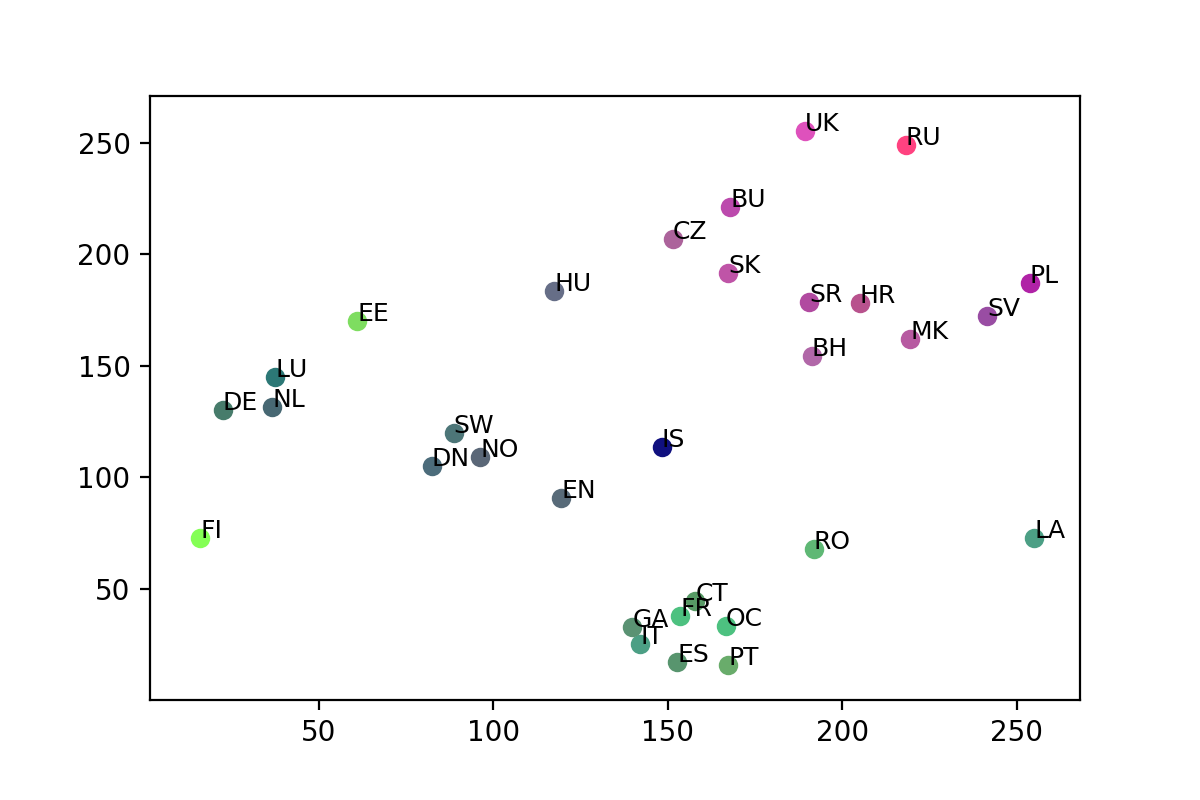 UK
RU
250
BU
CZ
200
SK
PL
HU
SR
HR
SV
EE
MK
150
BH
LU
DE
NL
SW
IS
NO
DN
100
EN
FI
RO
LA
50
CT
FR
GA
OC
IT
ES
PT
50
100
150
200
250